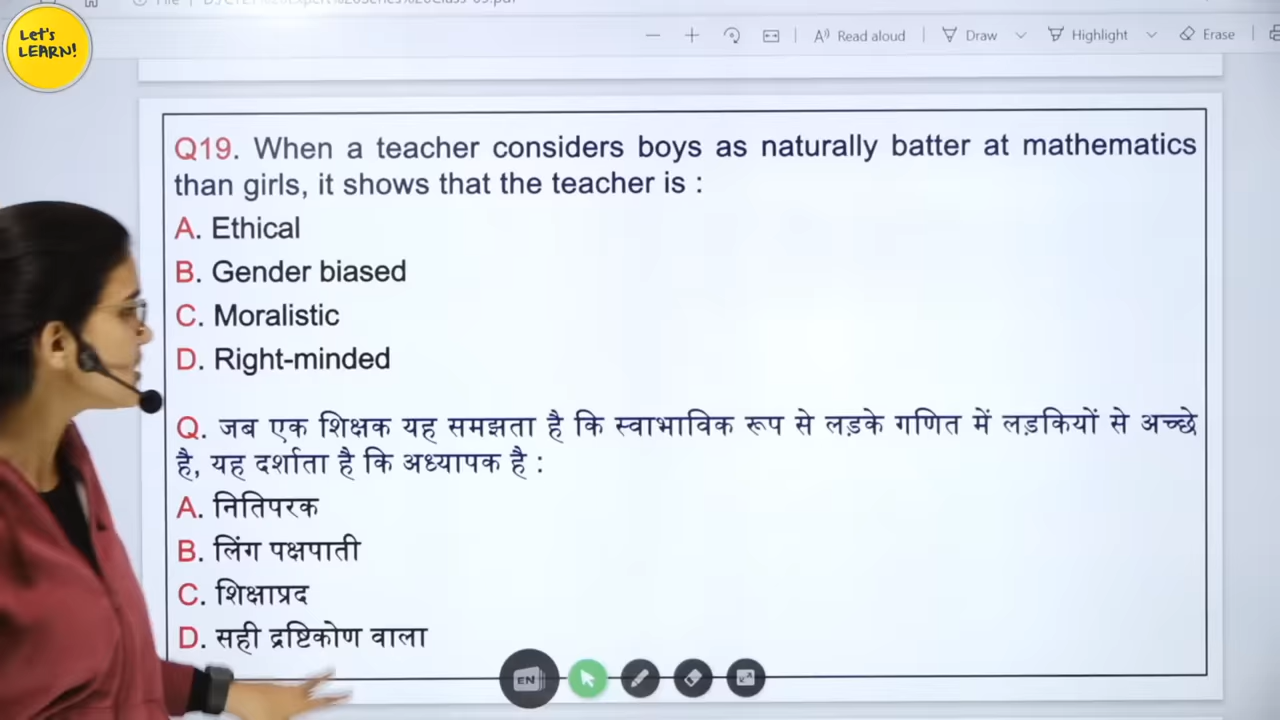 Let's
LEARN!
Read aloud
Draw
Highlight
Erase
Q19. When a teacher considers boys as naturally batter at mathematics
than girls, it shows that the teacher is :
A. Ethical
B. Gender biased
C. Moralistic
D. Right-minded
Q. जब एक शिक्षक यह समझता है कि स्वाभाविक रूप से लड़के गणित में लड़कियों से अच्छे
है, यह दर्शाता है कि अध्यापक है :
A. नितिपरक
B. लिंग पक्षपाती
C. शिक्षाप्रद
D. सही द्रष्टिकोण वाला
EN